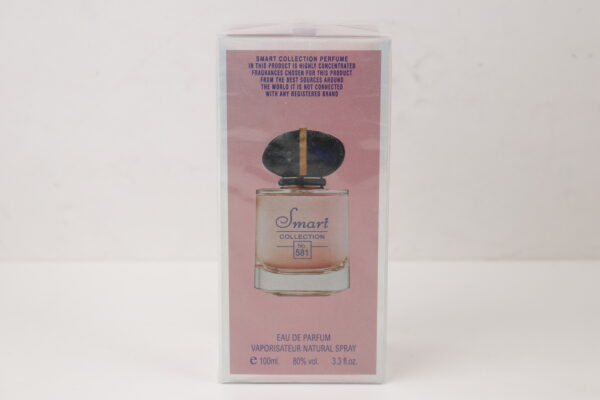 SMART COLLECTION PERFUME
IN THIS PRODUCT IS HIGHLY CONCENTRATED
FRAGRANCES CHOSEN FOR THIS PRODUCT
FROM THE BEST SOURCES AROUND
THE WORLD IT IS NOT CONNECTED
WITH ANY REGISTERED BRAND
Smart
COLLECTION
No.
581
EAU DE PARFUM
VAPORISATEUR NATURAL SPRAY
e 100ml. 80% vol. 3.3 fl.oz.